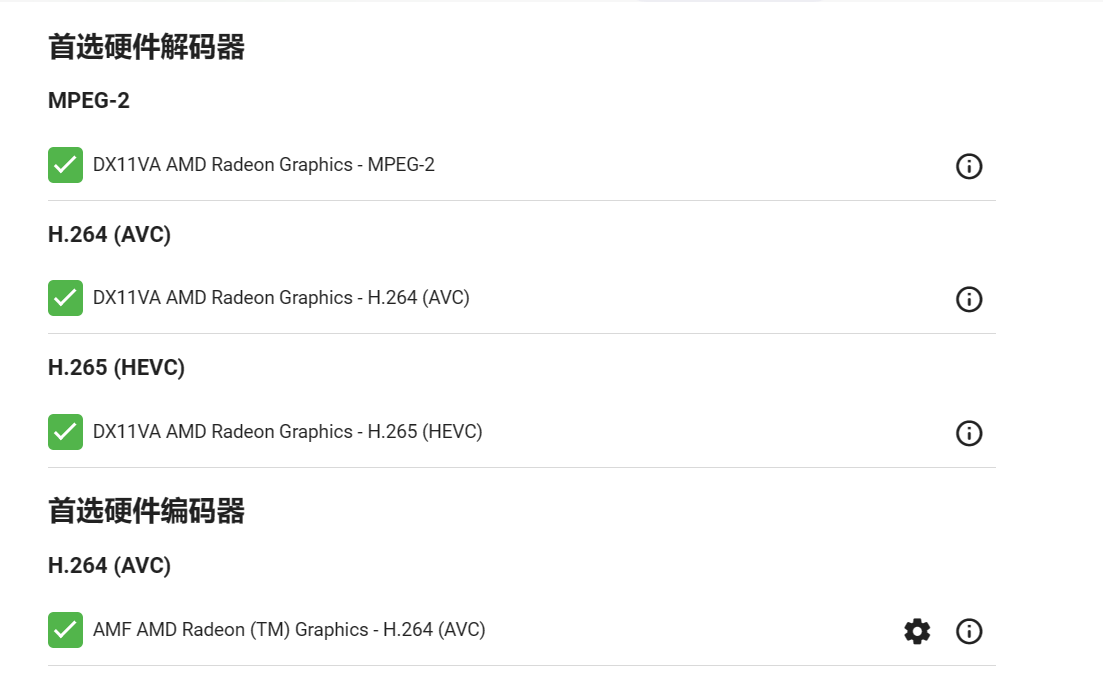 首选硬件解码器
MPEG-2
DX11VA AMD Radeon Graphics - MPEG-2
H.264 (AVC)
DX11VA AMD Radeon Graphics - H.264 (AVC)
H.265 (HEVC)
DX11VA AMD Radeon Graphics - H.265 (HEVC)
首选硬件编码器
H.264 (AVC)
AMF AMD Radeon (TM) Graphics - H.264 (AVC)